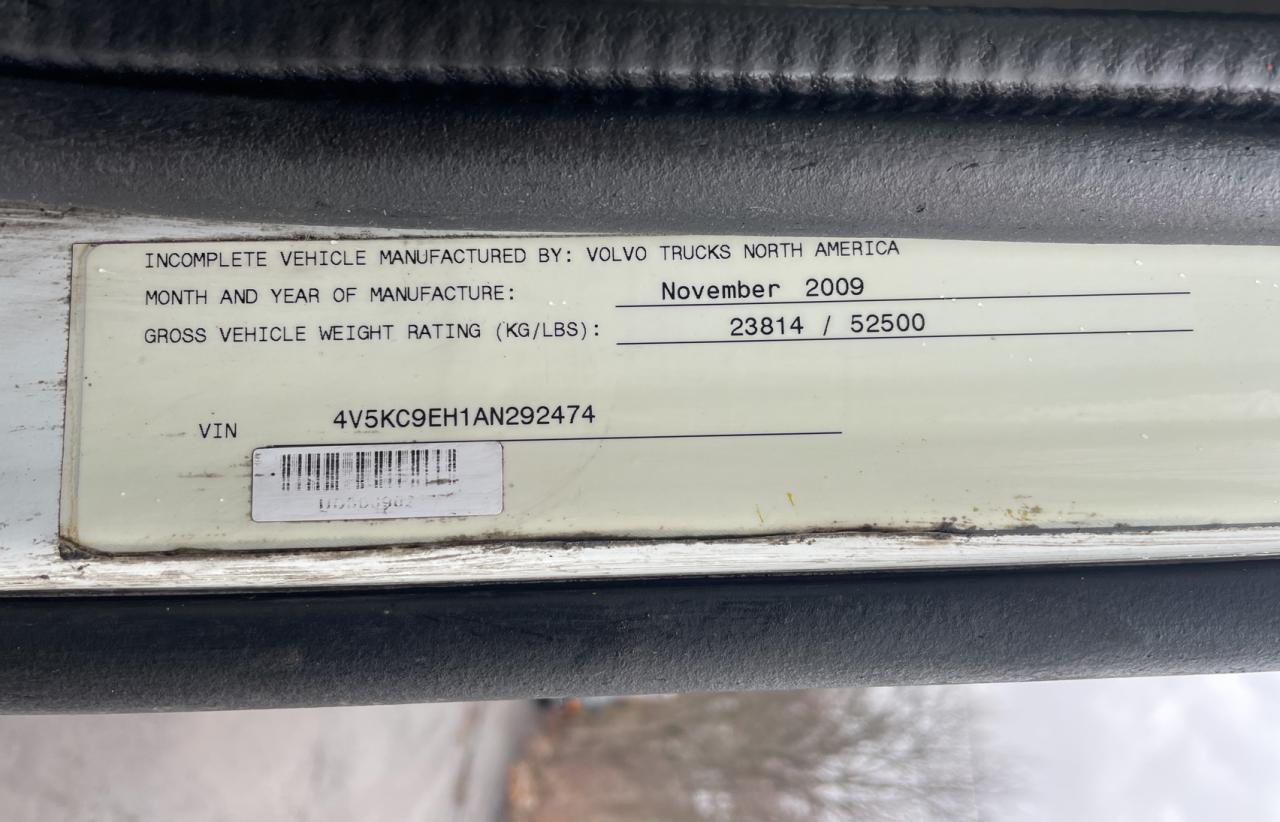 INCOMPLETE VEHICLE MANUFACTURED BY: VOLVO TRUCKS NORTH AMERICA
MONTH AND YEAR OF MANUFACTURE: November 2009
GROSS VEHICLE WEIGHT RATING (KG/LBS): 23814 / 52500
VIN 4V5KC9EH1AN292474